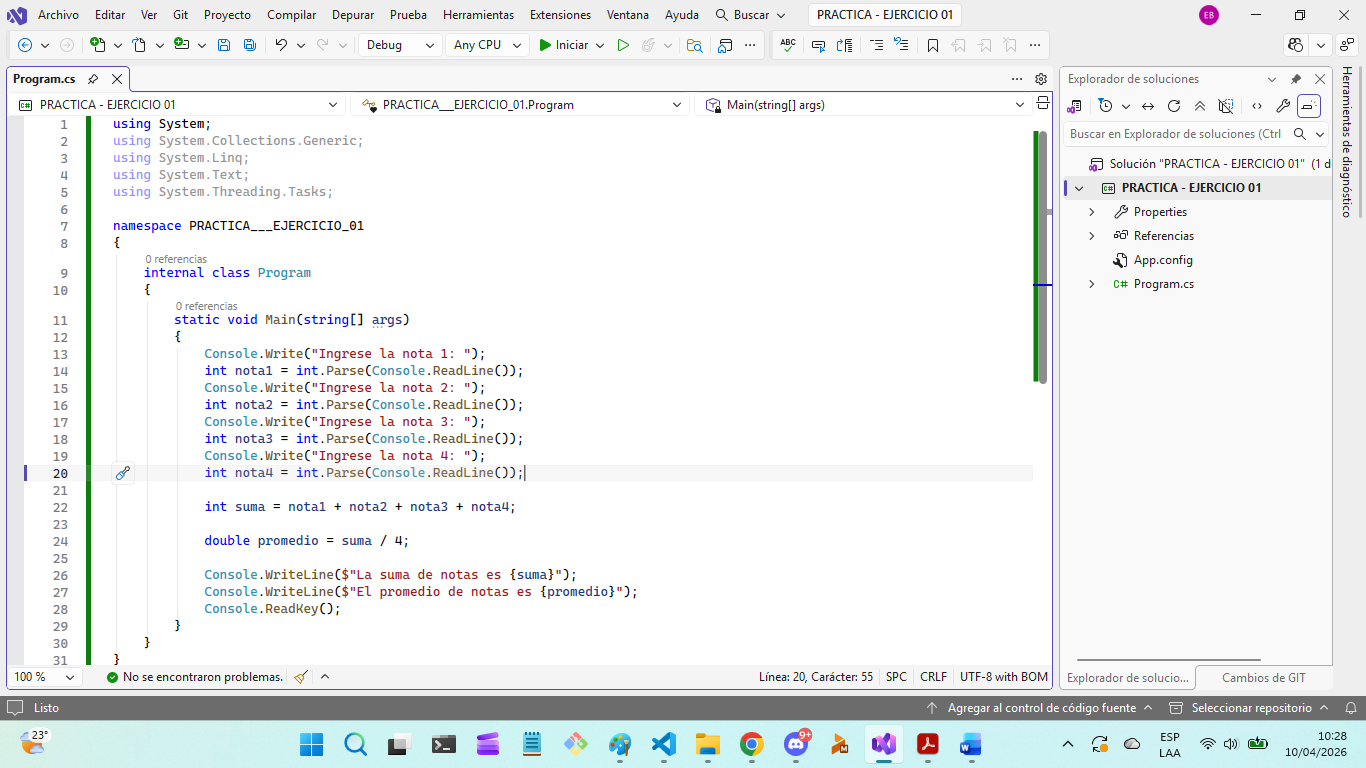 Archivo Editar Ver Git Proyecto Compilar Depurar Prueba Herramientas Extensiones Ventana Ayuda Buscar PRACTICA - EJERCICIO 01 EB
Debug Any CPU Iniciar
Program.cs
PRACTICA - EJERCICIO 01 PRACTICA___EJERCICIO_01.Program Main(string[] args)
1 using System;
2 using System.Collections.Generic;
3 using System.Linq;
4 using System.Text;
5 using System.Threading.Tasks;
6
7 namespace PRACTICA___EJERCICIO_01
8 {
0 referencias
9 internal class Program
10 {
0 referencias
11 static void Main(string[] args)
12 {
13 Console.Write("Ingrese la nota 1: ");
14 int nota1 = int.Parse(Console.ReadLine());
15 Console.Write("Ingrese la nota 2: ");
16 int nota2 = int.Parse(Console.ReadLine());
17 Console.Write("Ingrese la nota 3: ");
18 int nota3 = int.Parse(Console.ReadLine());
19 Console.Write("Ingrese la nota 4: ");
20 int nota4 = int.Parse(Console.ReadLine());
21
22 int suma = nota1 + nota2 + nota3 + nota4;
23
24 double promedio = suma / 4;
25
26 Console.WriteLine($"La suma de notas es {suma}");
27 Console.WriteLine($"El promedio de notas es {promedio}");
28 Console.ReadKey();
29 }
30 }
31 }
100 % No se encontraron problemas. Línea: 20, Carácter: 55 SPC CRLF UTF-8 with BOM
Explorador de soluciones
Buscar en Explorador de soluciones (Ctrl
Solución "PRACTICA - EJERCICIO 01" (1 d
PRACTICA - EJERCICIO 01
Properties
Referencias
App.config
C# Program.cs
Explorador de solucio... Cambios de GIT
Herramientas de diagnóstico
Listo Agregar al control de código fuente Seleccionar repositorio
23° 9+ ESP LAA 10:28
10/04/2026